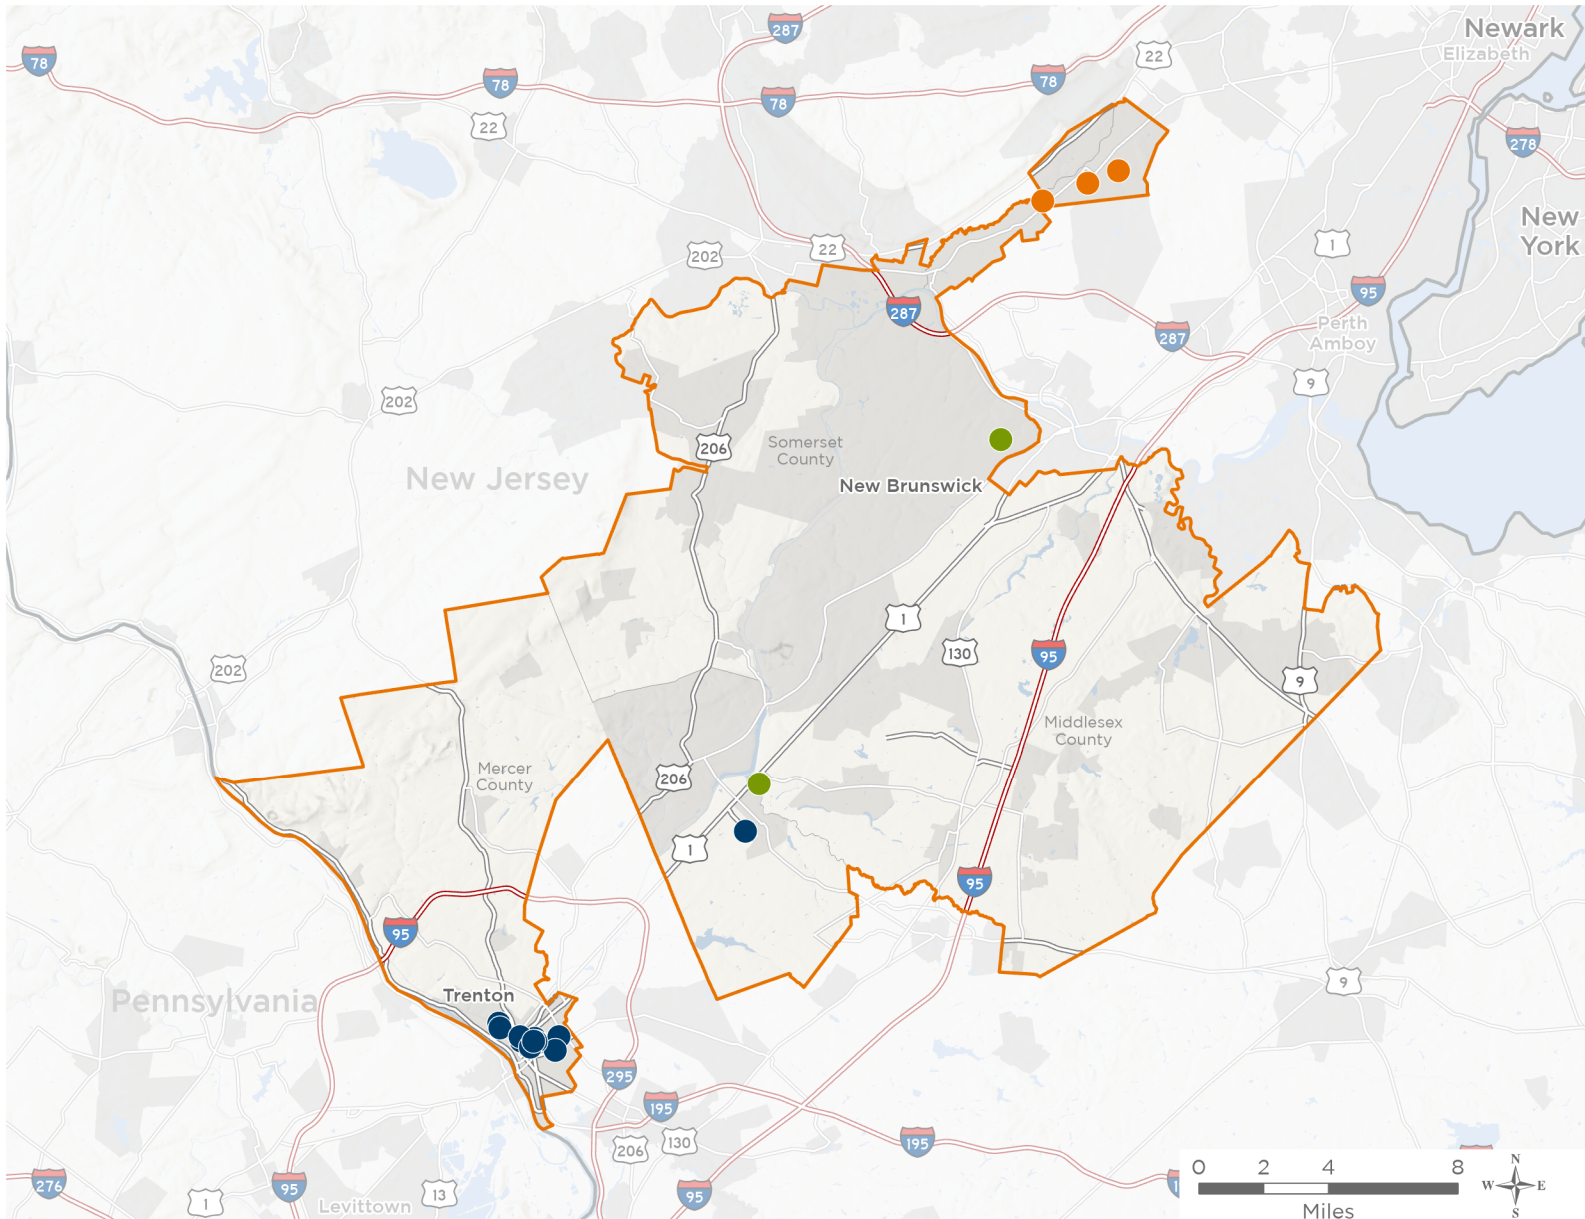 Newark
287
22
Elizabeth
78
78
78
78
22
278
New
York
1
202
22
95
287
Perth
Amboy
287
9
202
206
Somerset
County
New Jersey
New Brunswick
1
130
95
202
9
Middlesex
County
Mercer
County
206
1
95
95
Trenton
9
Pennsylvania
295
195
195
206
130
276
95
1
13
95
Levittown
0 2 4 8
Miles
N
W E
S